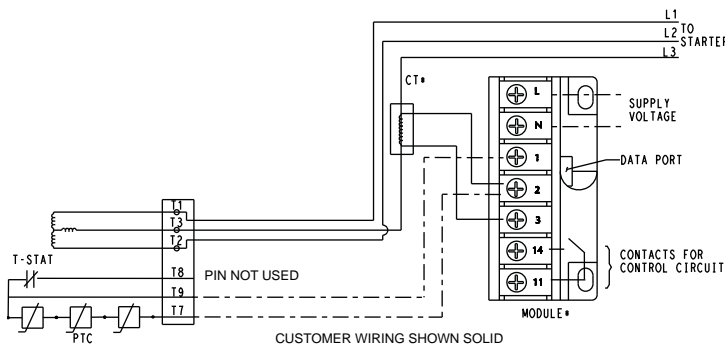 L1
L2 TO
STARTER
L3
CT*
L
SUPPLY
VOLTAGE
N
1
DATA PORT
2
3
T1
T3
T2
T-STAT
T8
PIN NOT USED
T9
T7
PTC
14
CONTACTS FOR
CONTROL CIRCUIT
11
MODULE*
CUSTOMER WIRING SHOWN SOLID